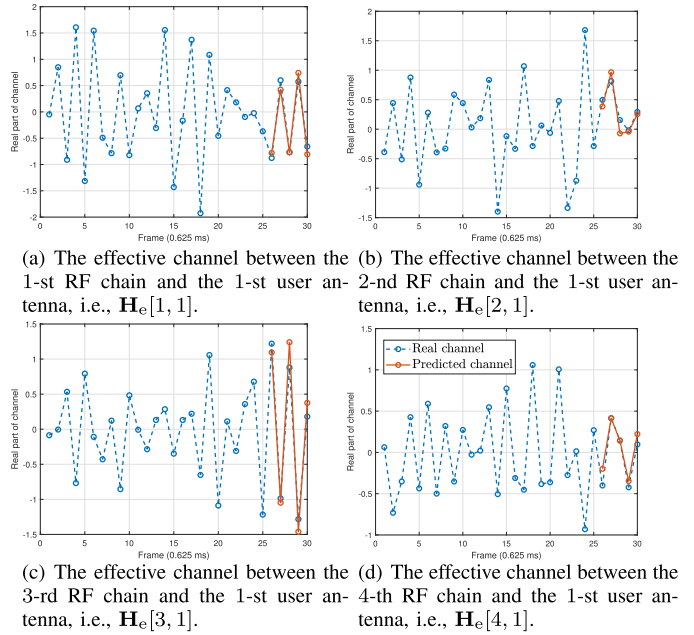 2
1.5
1
0.5
0
-0.5
-1
-1.5
-2
Real part of channel
0 5 10 15 20 25 30
Frame (0.625 ms)
2
1.5
1
0.5
0
-0.5
-1
-1.5
Real part of channel
0 5 10 15 20 25 30
Frame (0.625 ms)
(a) The effective channel between the
1-st RF chain and the 1-st user an-
tenna, i.e., H_e[1, 1].
(b) The effective channel between the
2-nd RF chain and the 1-st user an-
tenna, i.e., H_e[2, 1].
1.5
1
0.5
0
-0.5
-1
-1.5
Real part of channel
0 5 10 15 20 25 30
Frame (0.625 ms)
1.5
1
0.5
0
-0.5
-1
Real part of channel
Real channel
Predicted channel
0 5 10 15 20 25 30
Frame (0.625 ms)
(c) The effective channel between the
3-rd RF chain and the 1-st user an-
tenna, i.e., H_e[3, 1].
(d) The effective channel between the
4-th RF chain and the 1-st user an-
tenna, i.e., H_e[4, 1].